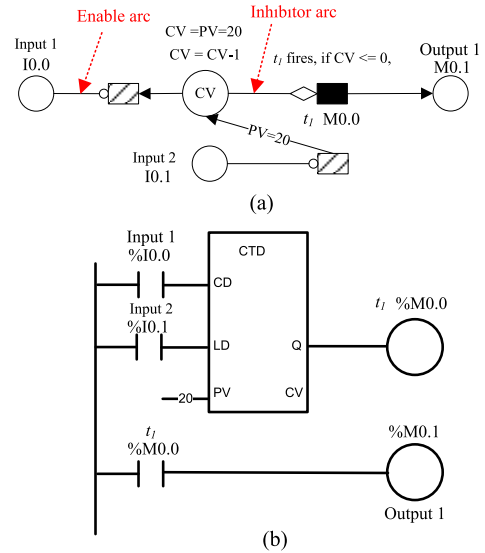 Input 1
I0.0
Enable arc
CV =PV=20
CV = CV-1
Inhibitor arc
t1 fires, if CV <= 0,
Output 1
M0.1
CV
t1 M0.0
PV=20
Input 2
I0.1
(a)
Input 1
%I0.0
CTD
CD
Input 2
%I0.1
LD
Q
t1 %M0.0
PV
CV
20
t1
%M0.0
%M0.1
Output 1
(b)